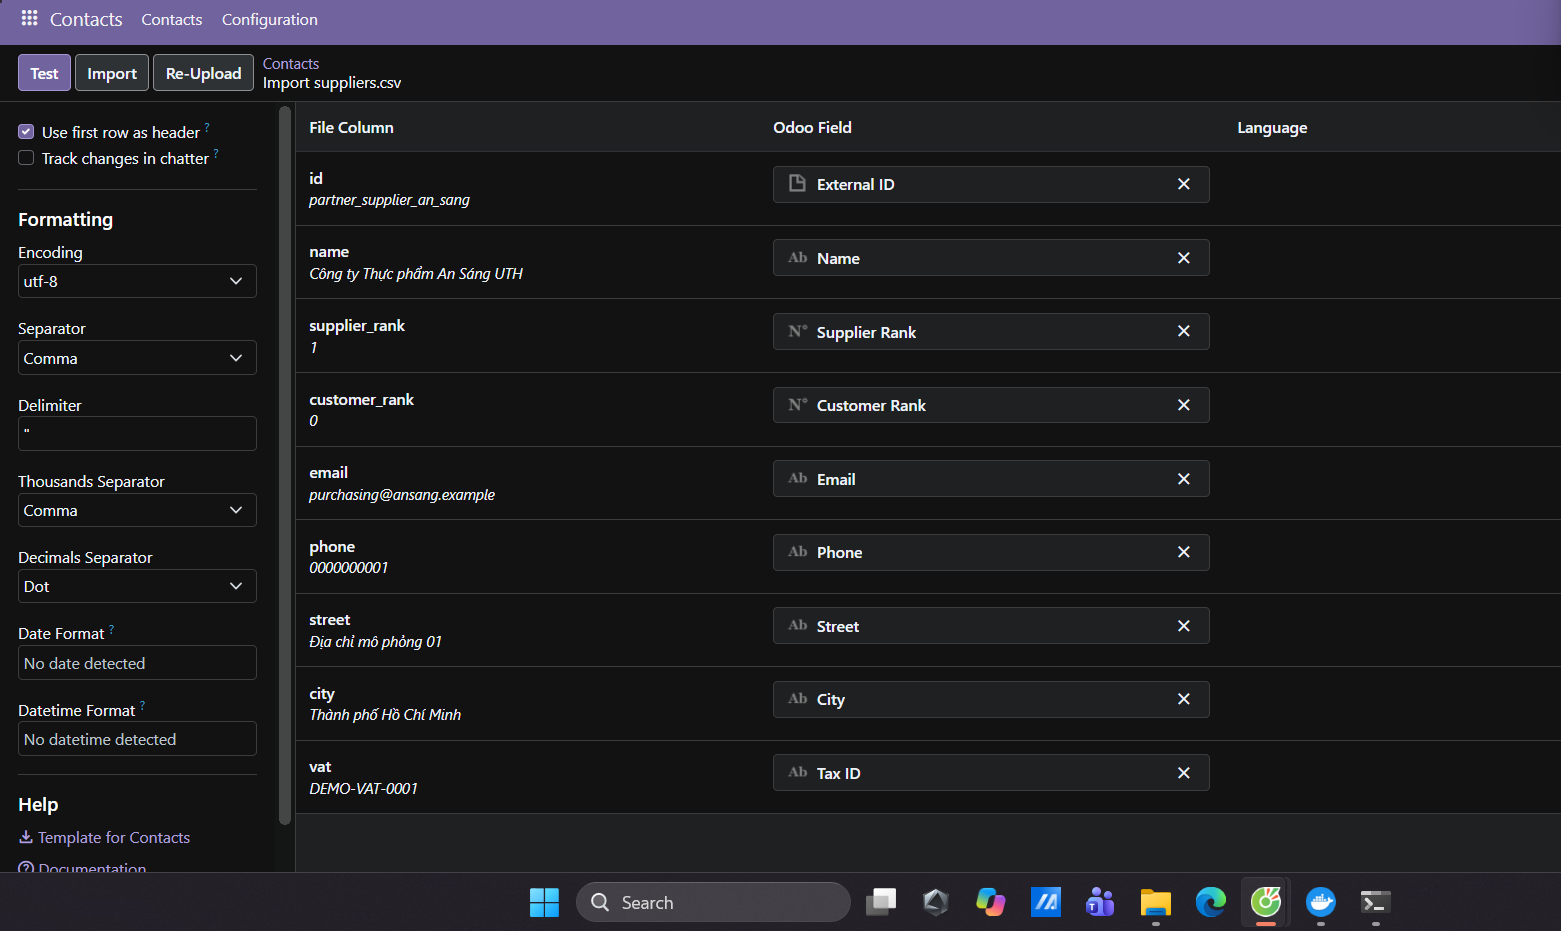 Contacts Contacts Configuration
Test Import Re-Upload Contacts
Import suppliers.csv
Use first row as header ?
Track changes in chatter ?
Formatting
Encoding
utf-8
Separator
Comma
Delimiter
"
Thousands Separator
Comma
Decimals Separator
Dot
Date Format ?
No date detected
Datetime Format ?
No datetime detected
Help
Template for Contacts
Documentation
File Column Odoo Field Language
id
partner_supplier_an_sang
External ID
name
Công ty Thực phẩm An Sáng UTH
Ab Name
supplier_rank
1
N° Supplier Rank
customer_rank
0
N° Customer Rank
email
purchasing@ansang.example
Ab Email
phone
0000000001
Ab Phone
street
Địa chỉ mô phỏng 01
Ab Street
city
Thành phố Hồ Chí Minh
Ab City
vat
DEMO-VAT-0001
Ab Tax ID
Search